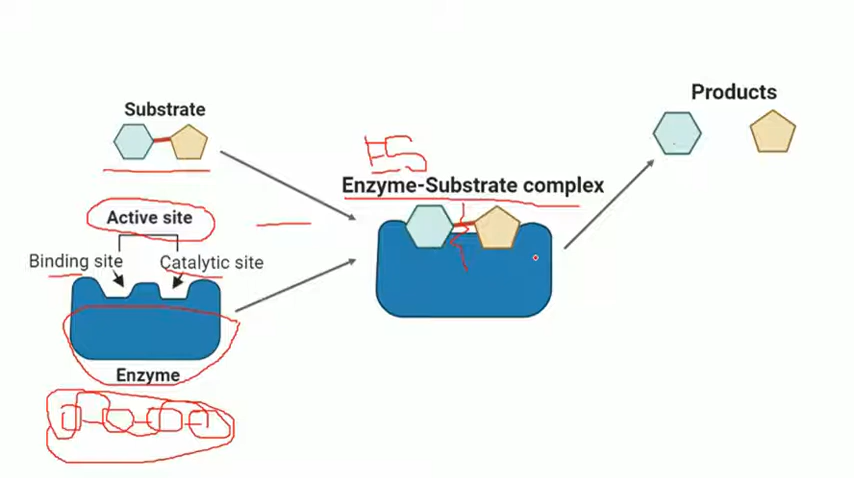 Substrate
Active site
Binding site
Catalytic site
Enzyme
ES
Enzyme-Substrate complex
Products